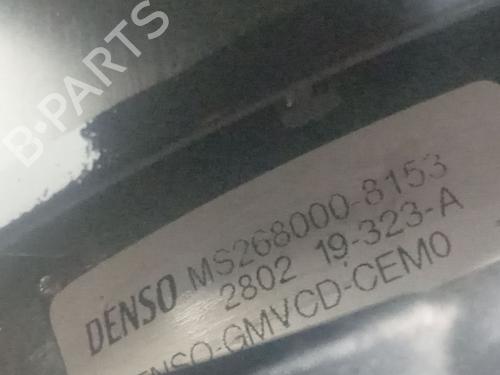 B-PARTS
DENSO MS268000-8153
2802 19-323-A
ENSO-GMVCD-CEM0